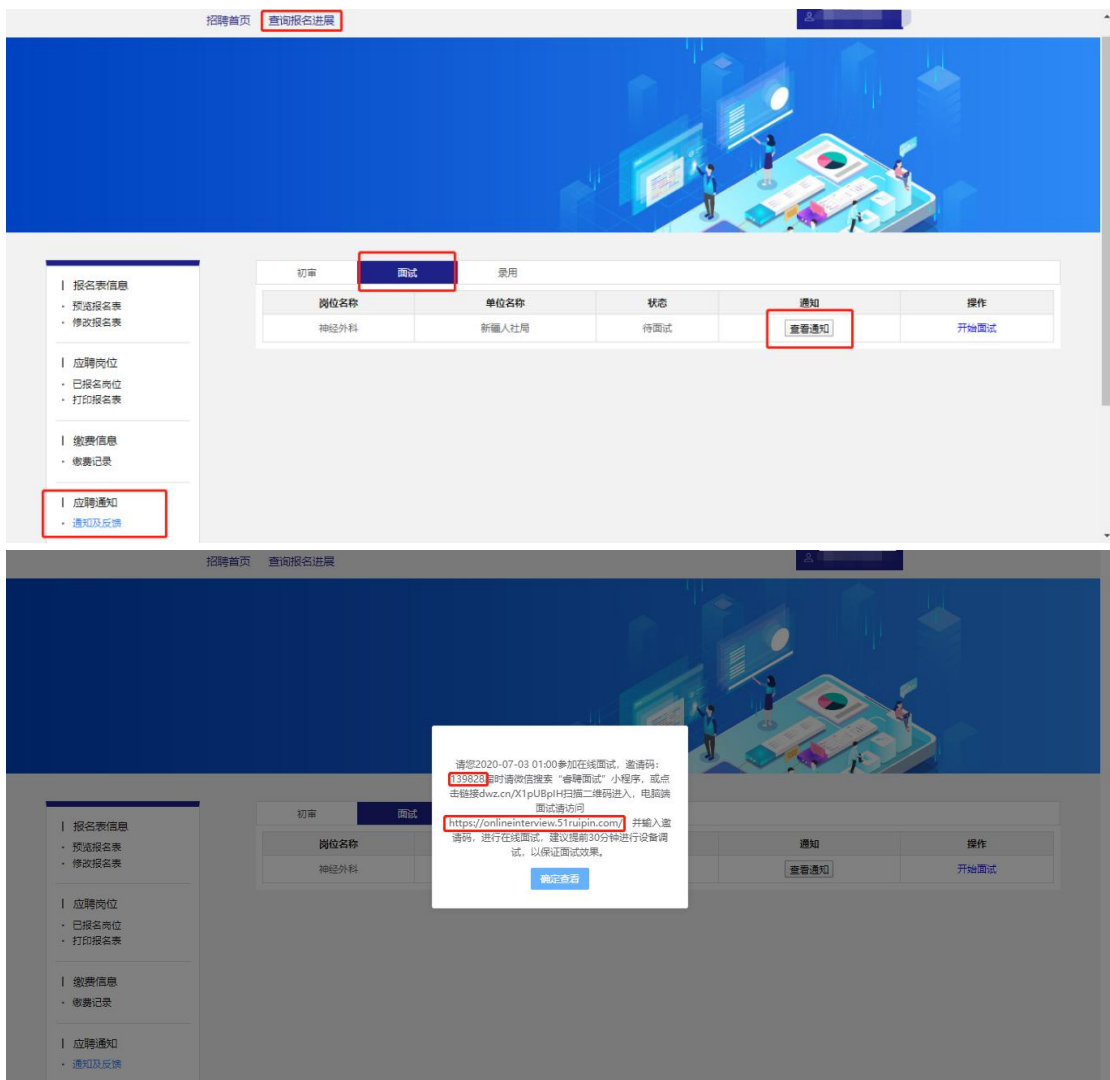 招聘首页 查询报名进展
报名表信息
· 预览报名表
· 修改报名表
应聘岗位
· 已报名岗位
· 打印报名表
缴费信息
· 缴费记录
应聘通知
· 通知及反馈
初审 面试 录用
岗位名称 单位名称 状态 通知 操作
神经外科 新疆人社局 待面试 查看通知 开始面试
招聘首页 查询报名进展
报名表信息
· 预览报名表
· 修改报名表
应聘岗位
· 已报名岗位
· 打印报名表
缴费信息
· 缴费记录
应聘通知
· 通知及反馈
初审 面试
岗位名称 通知 操作
神经外科 查看通知 开始面试
请您2020-07-03 01:00参加在线面试，邀请码：
139828届时请微信搜索“睿聘面试”小程序，或点
击链接dwz.cn/X1pUBplH扫描二维码进入，电脑端
面试请访问
https://onlineinterview.51ruipin.com/，并输入邀
请码，进行在线面试，建议提前30分钟进行设备调
试，以保证面试效果。
确定查看